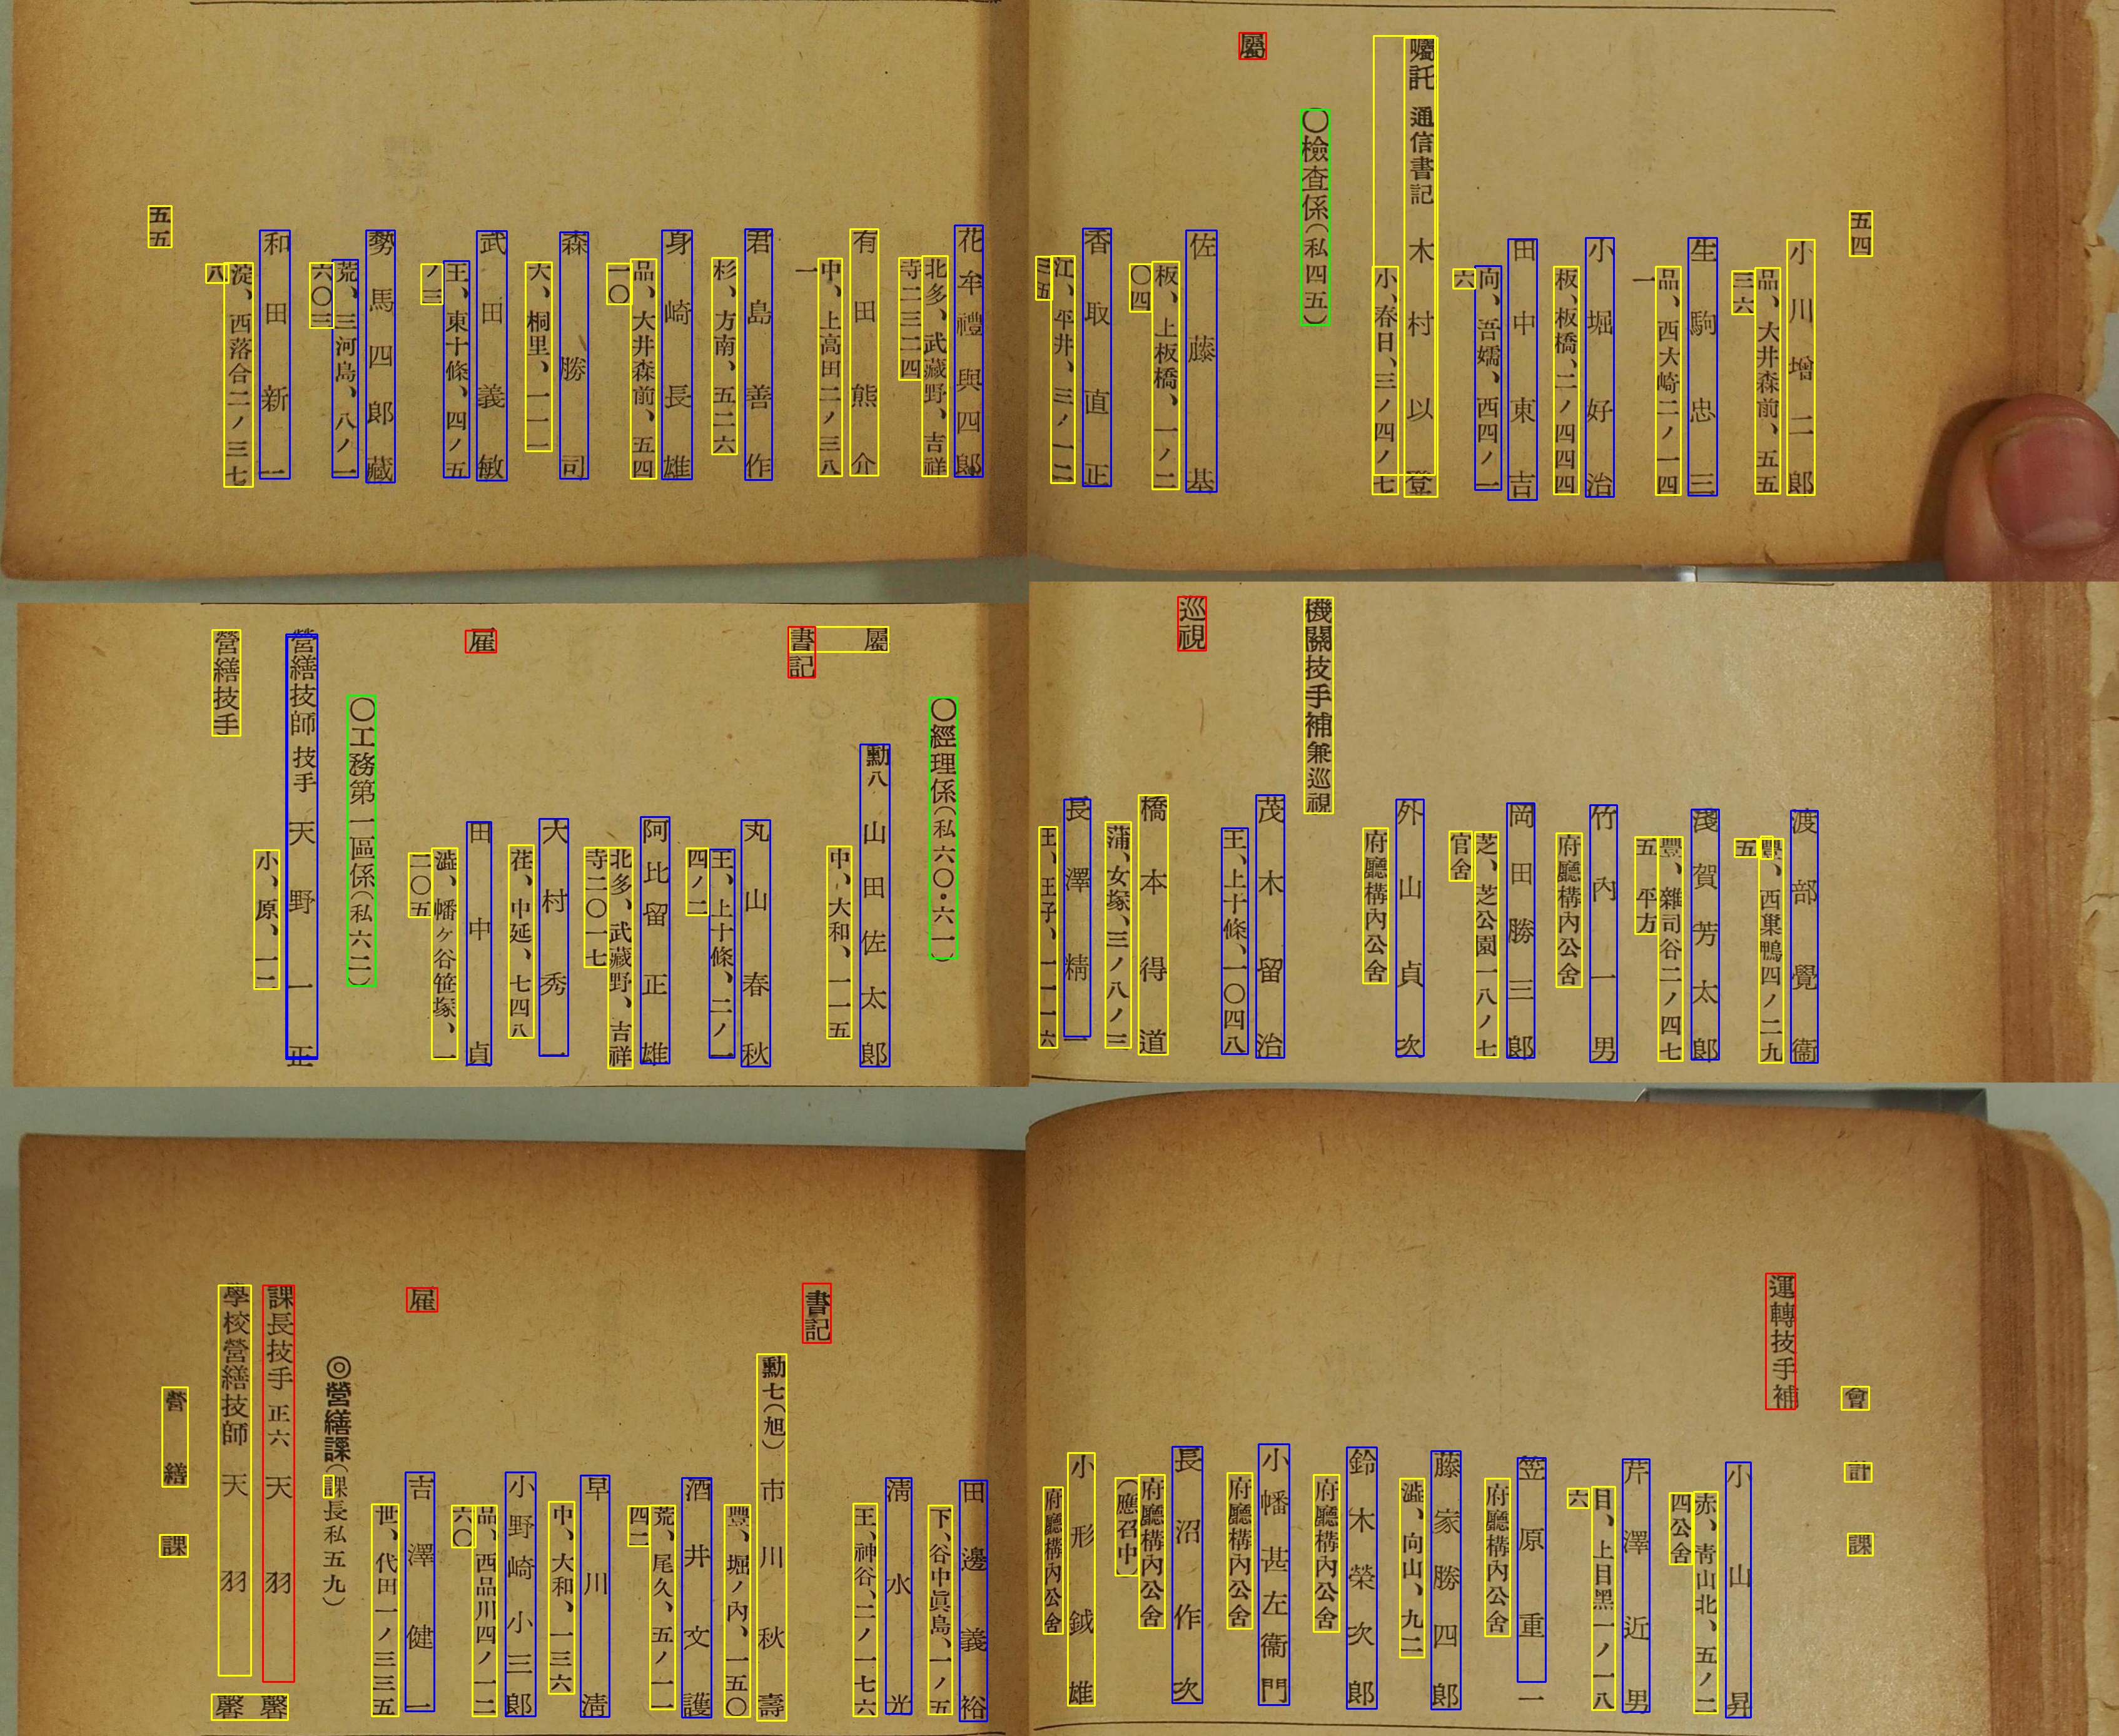 五四
小川增二郎
品、大井森前、五五
三六
生駒忠三
品、西大崎二ノ一四
一
小堀好治
板、板橋、二ノ四四四
田中東吉
向、吾嬬、西四ノ一
六
囑託 通信書記 木村以登
小、春日、三ノ四ノ七
〇檢査係(私四五)
屬
佐藤基
板、上板橋、一ノ二
〇四
香取直正
江、平井、三ノ一二
三五
花牟禮與四郎
北多、武藏野、吉祥
寺二三二四
有田熊介
中、上高田二ノ三八
一
君島善作
杉、方南、五二六
身崎長雄
品、大井森前、五四
一〇
森勝司
大、桐里、一一一
武田義敏
王、東十條、四ノ五
ノ三
勢馬四郎藏
荒、三河島、八ノ一
六〇三
和田新一
淀、西落合二ノ三七
八
五五
渡部覺衞
豐、西巢鴨四ノ二九
五
淺賀芳太郎
豐、雜司谷二ノ四七
五 平方
竹內一男
府廳構內公舍
岡田勝三郎
芝、芝公園一八ノ七
官舍
外山貞次
府廳構內公舍
機關技手補兼巡視
茂木留治
王、上十條、一〇四八
巡視
橋本得道
蒲、女塚、三ノ八ノ三
長澤精一
王、王子、一一一六
〇經理係(私六〇・六一)
屬
勳八 山田佐太郎
中、大和、一一五
書記
丸山春秋
王、上十條、二ノ一
四ノ二
阿比留正雄
北多、武藏野、吉祥
寺二〇一七
大村秀一
荏、中延、七四八
雇
田中貞
澁、幡ケ谷笹塚、一
二〇五
〇工務第一區係(私六二)
營繕技師 技手 天野一正
小、原、一二
營繕技手
會計課
運轉技手補
小山昇
赤、靑山北、五ノ二
四公舍
芹澤近男
目、上目黑一ノ一八
六
笠原重一
府廳構內公舍
藤家勝四郎
澁、向山、九二
鈴木榮次郎
府廳構內公舍
小幡甚左衞門
府廳構內公舍
長沼作次
府廳構內公舍
(應召中)
小形鉞雄
府廳構內公舍
田邊義裕
下、谷中眞島、一ノ五
淸水光
王、神谷、二ノ一七六
書記
勳七(旭) 市川秋壽
豐、堀ノ內、一五〇
酒井文護
荒、尾久、五ノ一一
四二
早川淸
中、大和、一三六
小野崎小三郎
品、西品川四ノ一二
六〇
雇
吉澤健一
世、代田一ノ三三五
◎營繕課(課長私五九)
課長技手 正六 天羽馨
學校營繕技師 天羽馨
營繕課